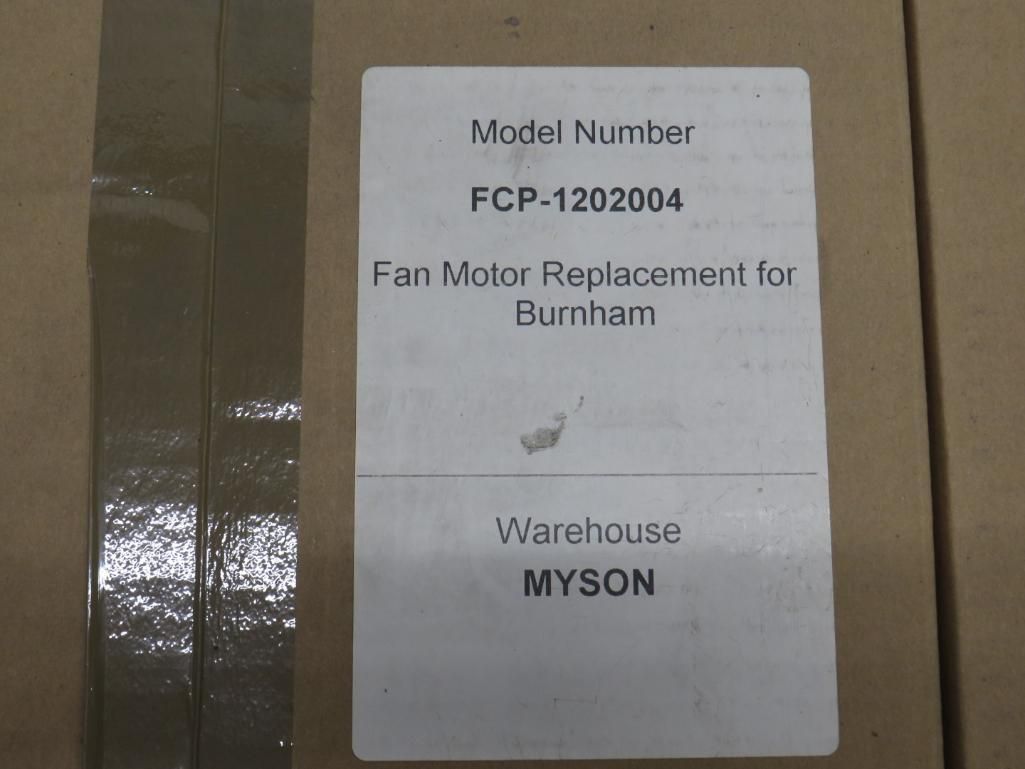 Model Number
FCP-1202004
Fan Motor Replacement for
Burnham
Warehouse
MYSON